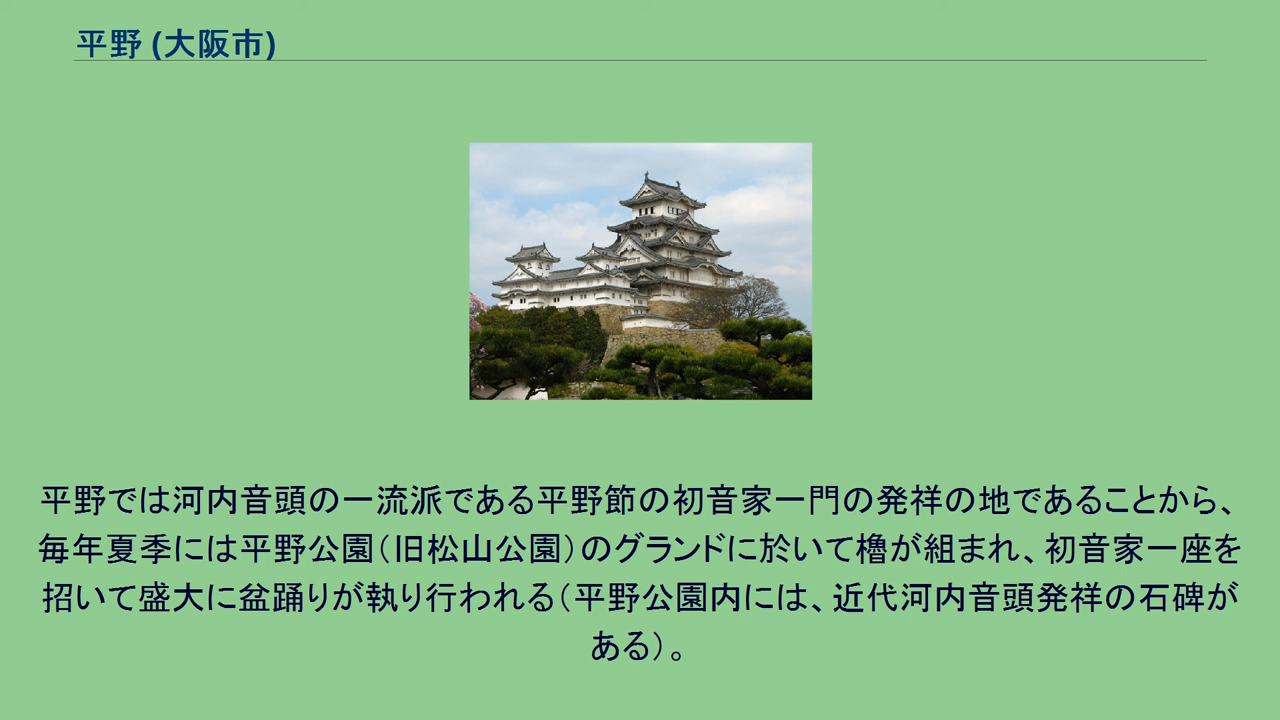 平野 (大阪市)
平野では河内音頭の一流派である平野節の初音家一門の発祥の地であることから、
毎年夏季には平野公園（旧松山公園）のグランドに於いて櫓が組まれ、初音家一座を
招いて盛大に盆踊りが執り行われる（平野公園内には、近代河内音頭発祥の石碑が
ある）。